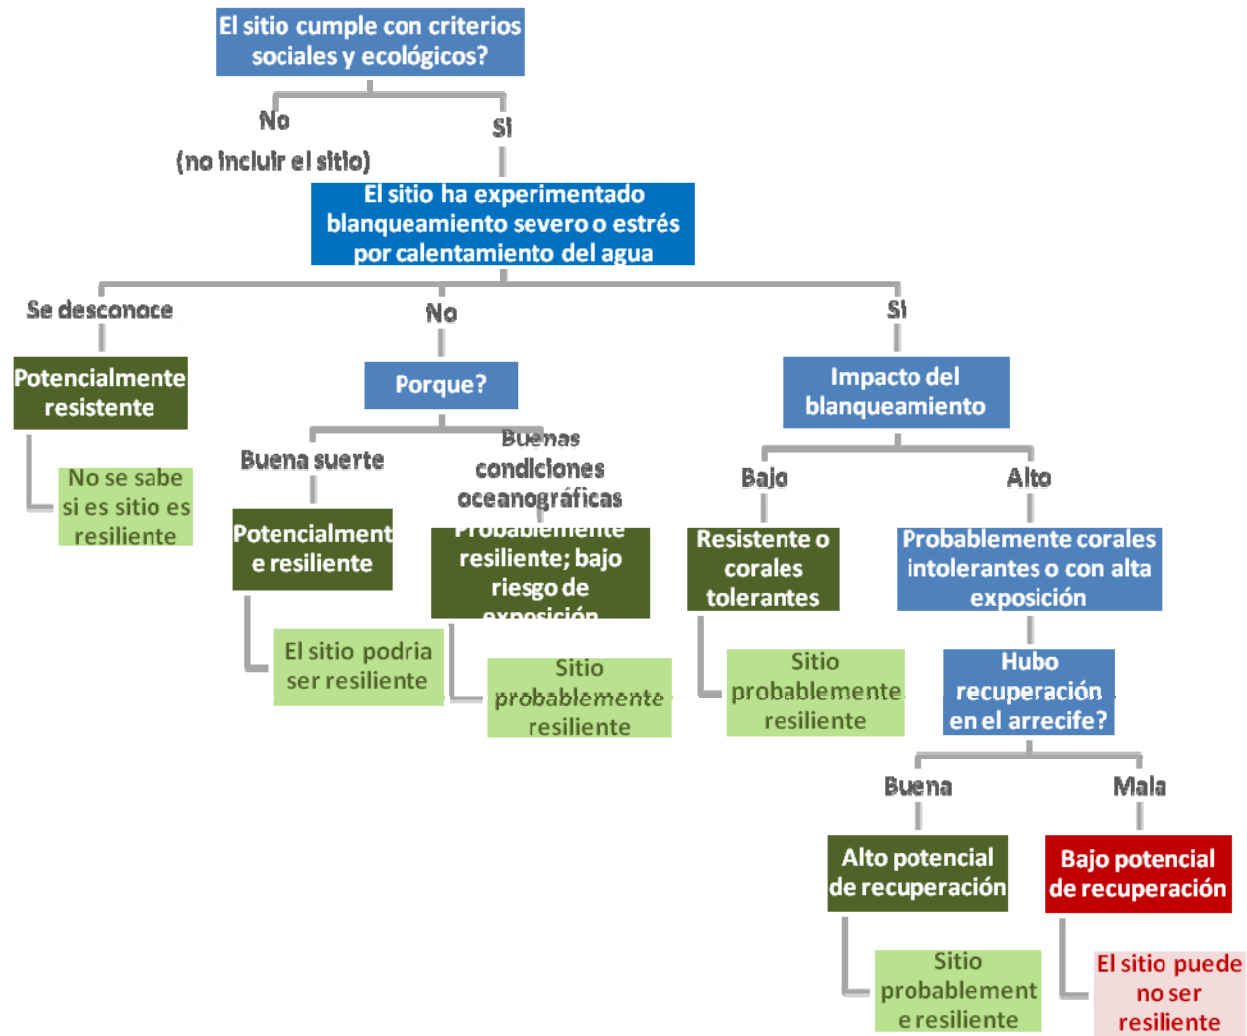 El sitio cumple con criterios
sociales y ecológicos?
No
(no incluir el sitio)
Si
El sitio ha experimentado
blanqueamiento severo o estrés
por calentamiento del agua
Se desconoce
No
Si
Potencialmente
resistente
No se sabe
si es sitio es
resiliente
Porque?
Buena suerte
Buenas
condiciones
oceanográficas
Potencialment
e resiliente
El sitio podria
ser resiliente
Probablemente
resiliente; bajo
riesgo de
exposición
Sitio
probablemente
resiliente
Impacto del
blanqueamiento
Bajo
Alto
Resistente o
corales
tolerantes
Sitio
probablemente
resiliente
Probablemente corales
intolerantes o con alta
exposición
Hubo
recuperación
en el arrecife?
Buena
Mala
Alto potencial
de recuperación
Sitio
probablement
e resiliente
Bajo potencial
de recuperación
El sitio puede
no ser
resiliente